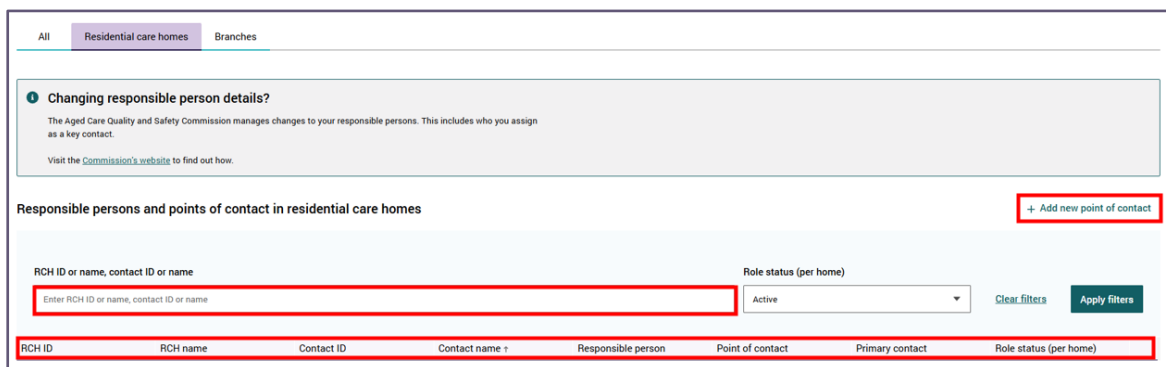 All Residential care homes Branches
Changing responsible person details?
The Aged Care Quality and Safety Commission manages changes to your responsible persons. This includes who you assign
as a key contact.
Visit the Commission's website to find out how.
Responsible persons and points of contact in residential care homes
+ Add new point of contact
RCH ID or name, contact ID or name
Role status (per home)
Enter RCH ID or name, contact ID or name
Active
Clear filters
Apply filters
RCH ID RCH name Contact ID Contact name ↑ Responsible person Point of contact Primary contact Role status (per home)